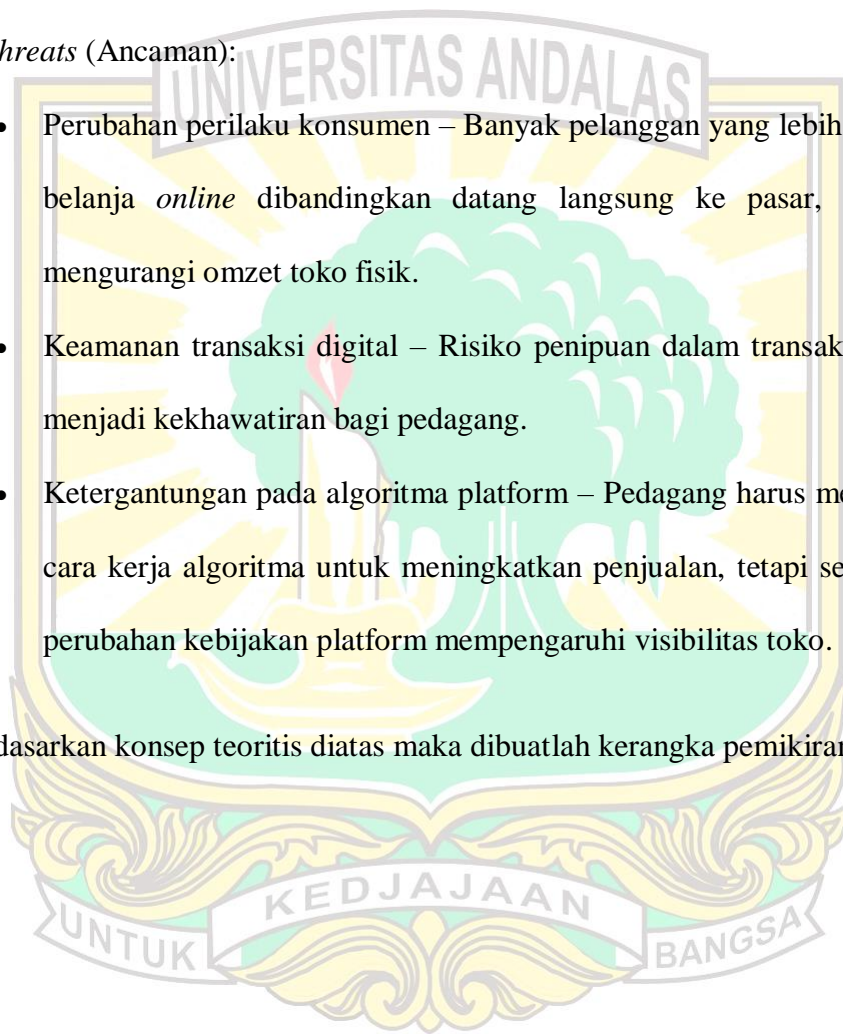 UNIVERSITAS ANDALAS
hreats (Ancaman):
• Perubahan perilaku konsumen – Banyak pelanggan yang lebih
belanja online dibandingkan datang langsung ke pasar,
mengurangi omzet toko fisik.
• Keamanan transaksi digital – Risiko penipuan dalam transak
menjadi kekhawatiran bagi pedagang.
• Ketergantungan pada algoritma platform – Pedagang harus me
cara kerja algoritma untuk meningkatkan penjualan, tetapi se
perubahan kebijakan platform mempengaruhi visibilitas toko.
dasarkan konsep teoritis diatas maka dibuatlah kerangka pemikiran
UNTUK KEDJAJAAN BANGSA